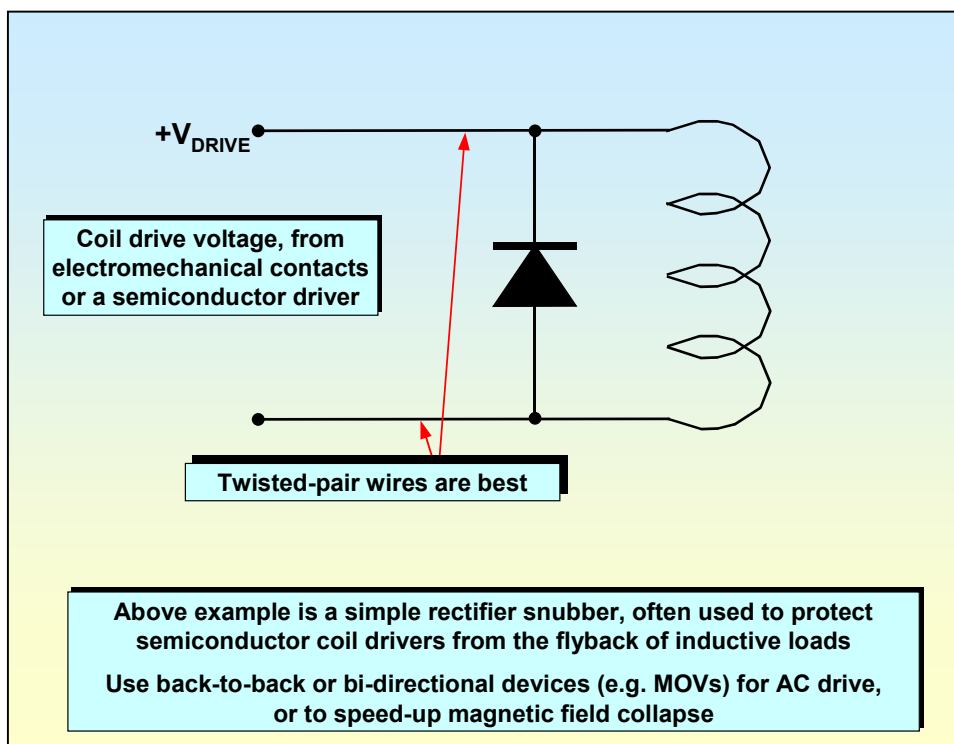 +VDRIVE
Coil drive voltage, from
electromechanical contacts
or a semiconductor driver
Twisted-pair wires are best
Above example is a simple rectifier snubber, often used to protect
semiconductor coil drivers from the flyback of inductive loads
Use back-to-back or bi-directional devices (e.g. MOVs) for AC drive,
or to speed-up magnetic field collapse